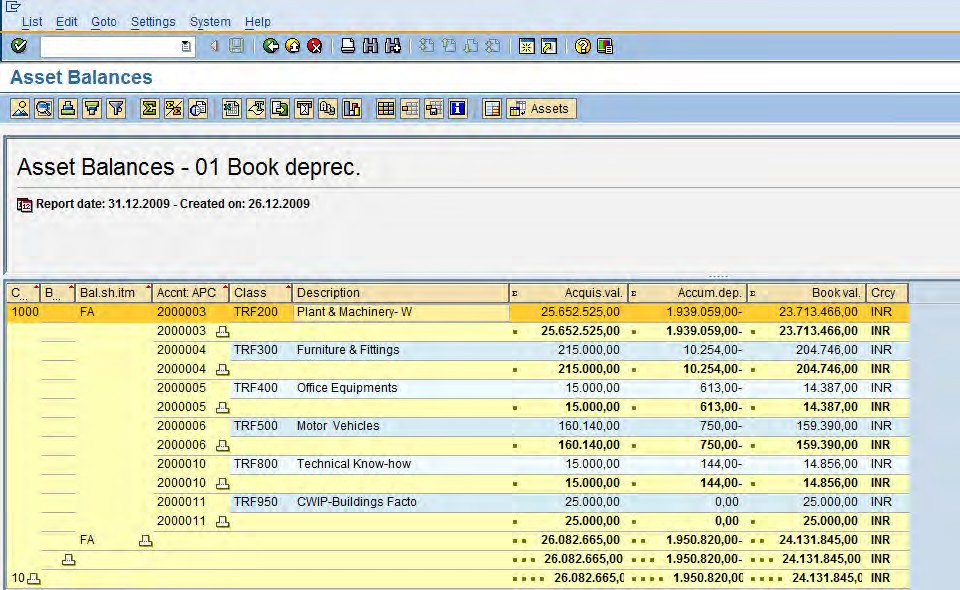 List Edit Goto Settings System Help
Asset Balances
Assets
Asset Balances - 01 Book deprec.
Report date: 31.12.2009 - Created on: 26.12.2009
C... B... Bal.sh.itm Accnt: APC Class Description Σ Acquis.val. Σ Accum.dep. Σ Book val. Crcy
1000 FA 2000003 TRF200 Plant & Machinery- W 25.652.525,00 1.939.059,00- 23.713.466,00 INR
2000003 25.652.525,00 1.939.059,00- 23.713.466,00 INR
2000004 TRF300 Furniture & Fittings 215.000,00 10.254,00- 204.746,00 INR
2000004 215.000,00 10.254,00- 204.746,00 INR
2000005 TRF400 Office Equipments 15.000,00 613,00- 14.387,00 INR
2000005 15.000,00 613,00- 14.387,00 INR
2000006 TRF500 Motor Vehicles 160.140,00 750,00- 159.390,00 INR
2000006 160.140,00 750,00- 159.390,00 INR
2000010 TRF800 Technical Know-how 15.000,00 144,00- 14.856,00 INR
2000010 15.000,00 144,00- 14.856,00 INR
2000011 TRF950 CWIP-Buildings Facto 25.000,00 0,00 25.000,00 INR
2000011 25.000,00 0,00 25.000,00 INR
FA 26.082.665,00 1.950.820,00- 24.131.845,00 INR
26.082.665,00 1.950.820,00- 24.131.845,00 INR
10 26.082.665,0 1.950.820,00 24.131.845,0 INR